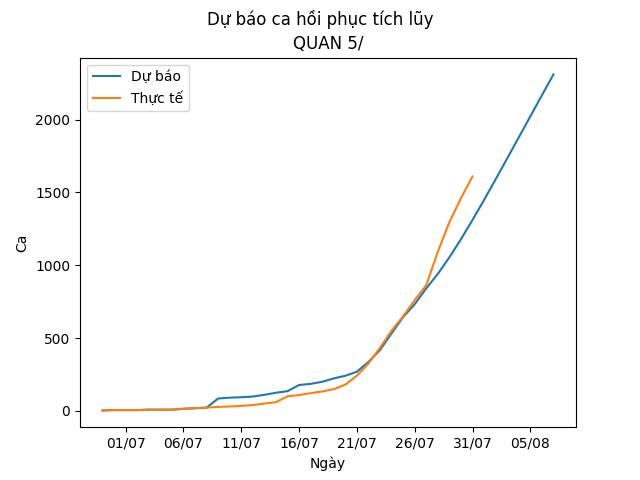 Dự báo ca hồi phục tích lũy
QUAN 5/
Dự báo
Thực tế
Ca
2000
1500
1000
500
0
01/07 06/07 11/07 16/07 21/07 26/07 31/07 05/08
Ngày